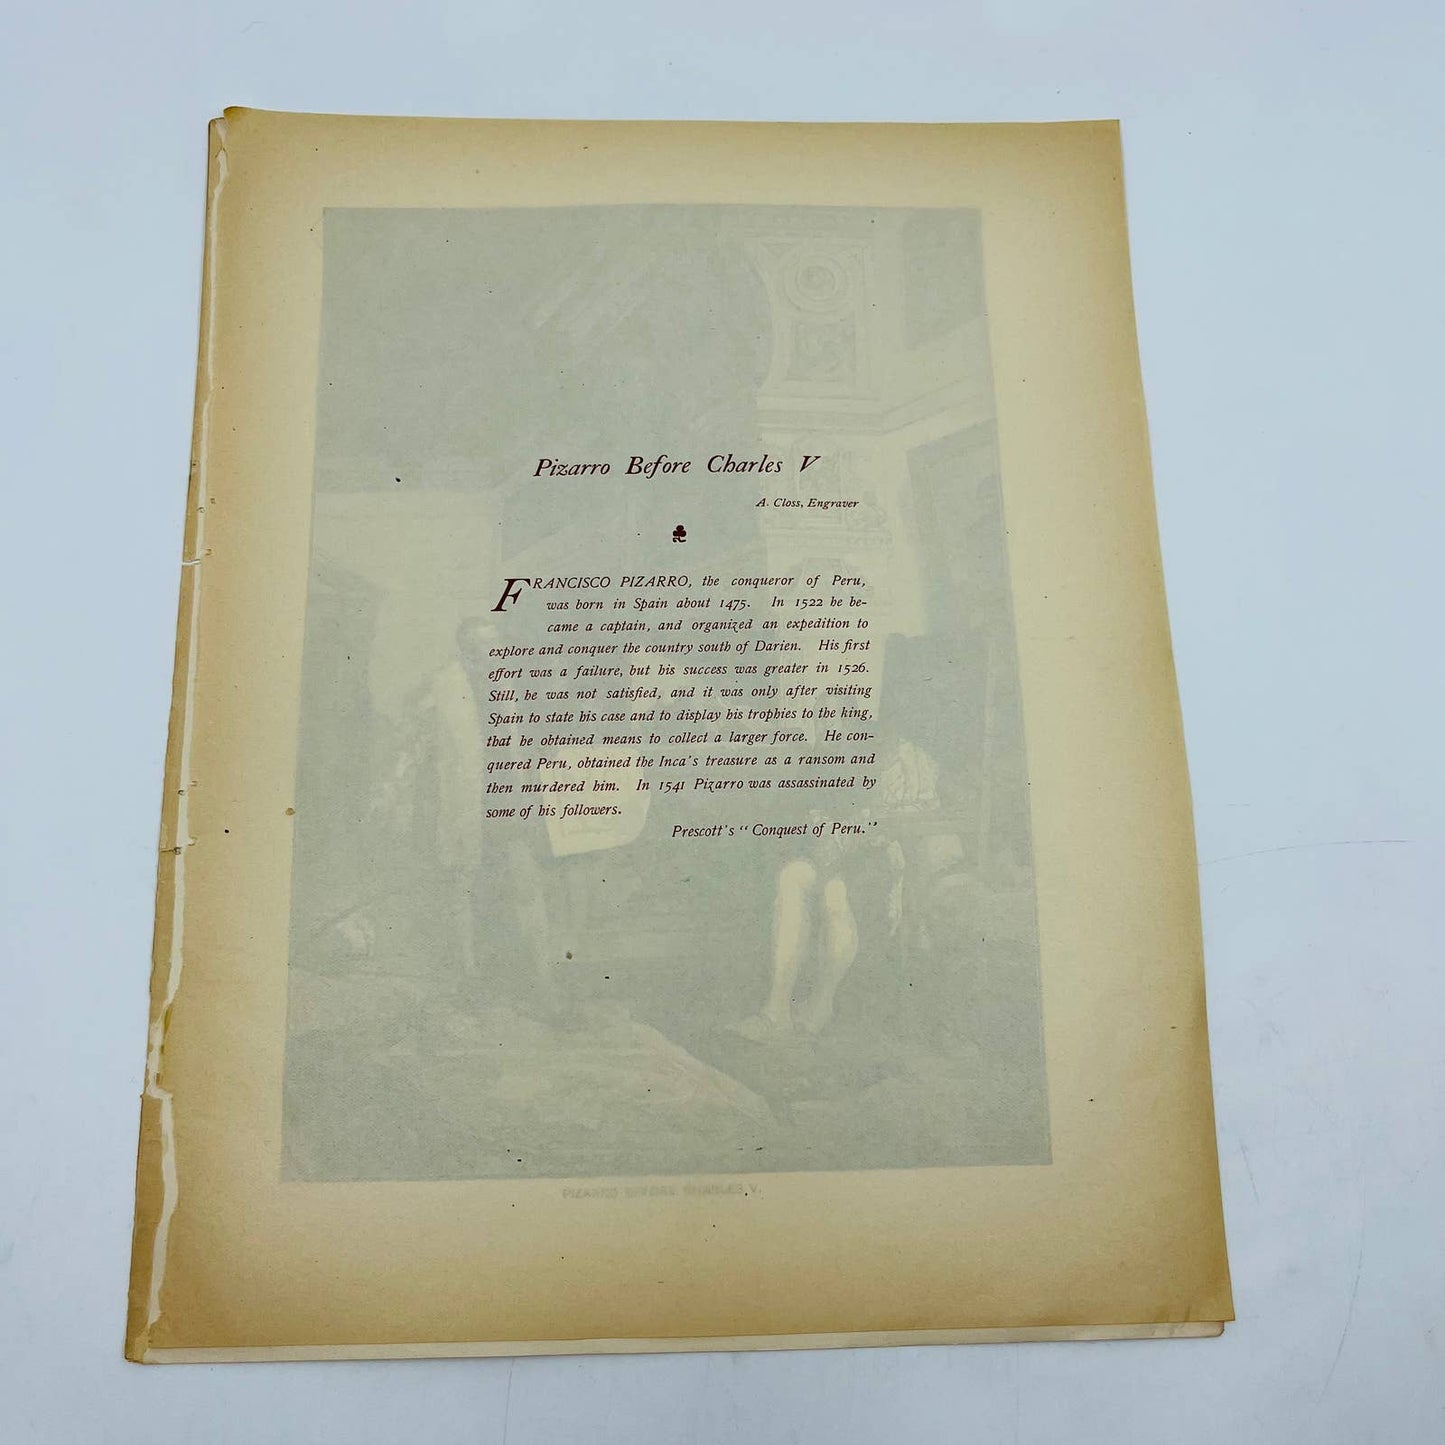 Pizarro Before Charles V
A. Closs, Engraver
FRANCISCO PIZARRO, the conqueror of Peru,
was born in Spain about 1475. In 1522 he be-
came a captain, and organized an expedition to
explore and conquer the country south of Darien. His first
effort was a failure, but his success was greater in 1526.
Still, he was not satisfied, and it was only after visiting
Spain to state his case and to display his trophies to the king,
that he obtained means to collect a larger force. He con-
quered Peru, obtained the Inca's treasure as a ransom and
then murdered him. In 1541 Pizarro was assassinated by
some of his followers.
Prescott's "Conquest of Peru."
PIZARRO BEFORE CHARLES V.